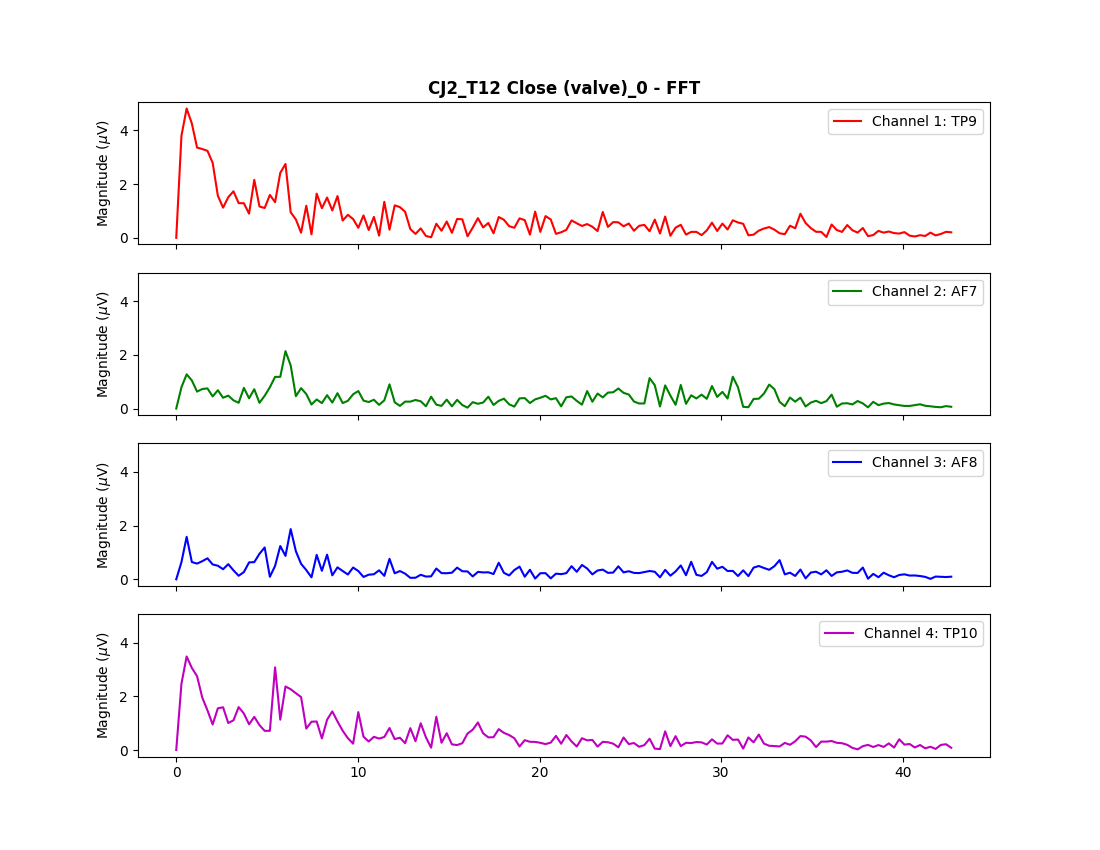 CJ2_T12 Close (valve)_0 - FFT
Channel 1: TP9
Magnitude (μV)
4
2
0
Channel 2: AF7
Magnitude (μV)
4
2
0
Channel 3: AF8
Magnitude (μV)
4
2
0
Channel 4: TP10
Magnitude (μV)
4
2
0
0 10 20 30 40